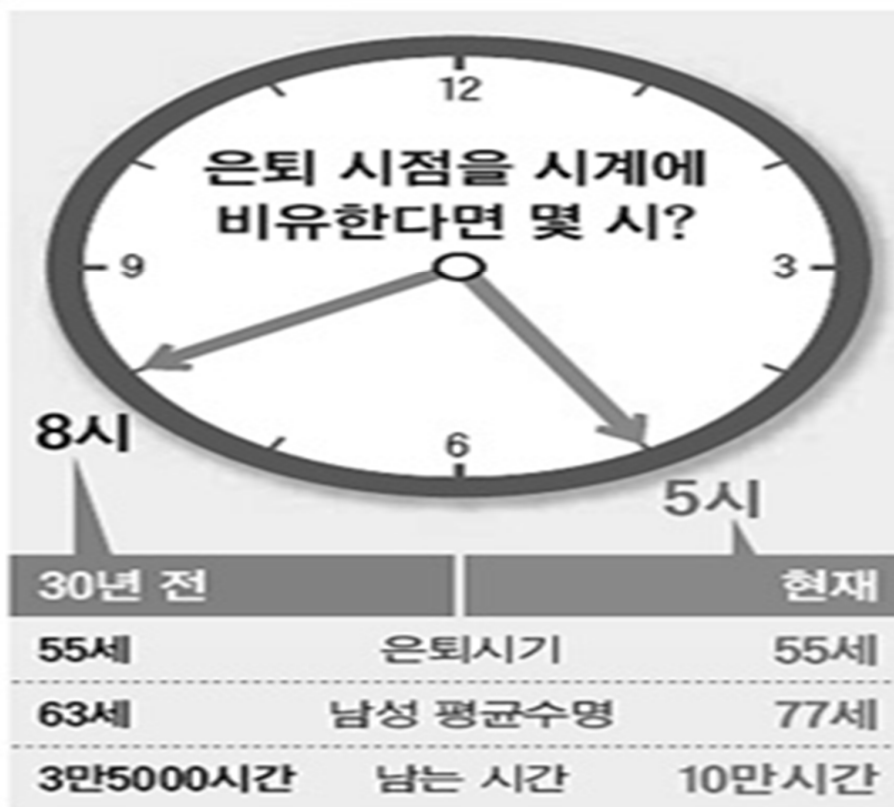 12
은퇴 시점을 시계에
비유한다면 몇 시?
9
3
8시
6
5시
30년 전 현재
55세 은퇴시기 55세
63세 남성 평균수명 77세
3만5000시간 남는 시간 10만시간